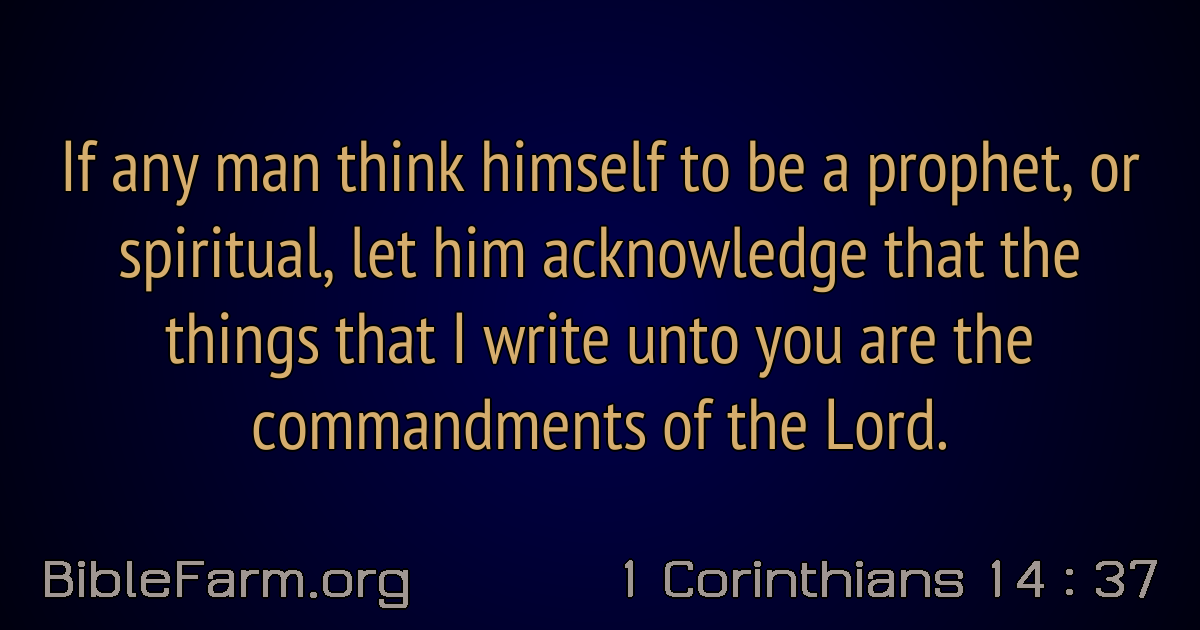 If any man think himself to be a prophet, or
spiritual, let him acknowledge that the
things that I write unto you are the
commandments of the Lord.
BibleFarm.org
1 Corinthians 14 : 37